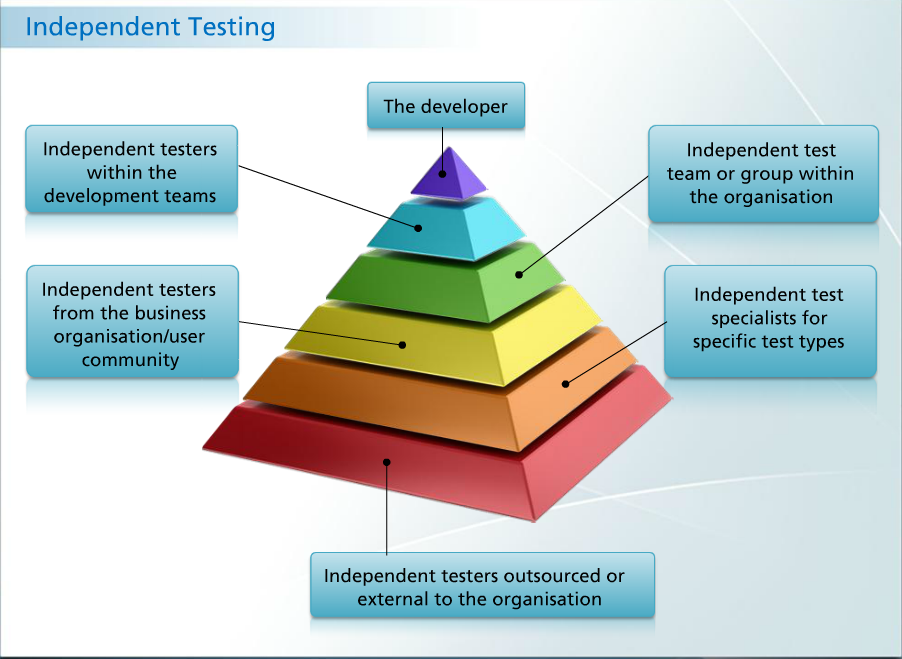 Independent Testing
The developer
Independent testers
within the
development teams
Independent test
team or group within
the organisation
Independent testers
from the business
organisation/user
community
Independent test
specialists for
specific test types
Independent testers outsourced or
external to the organisation